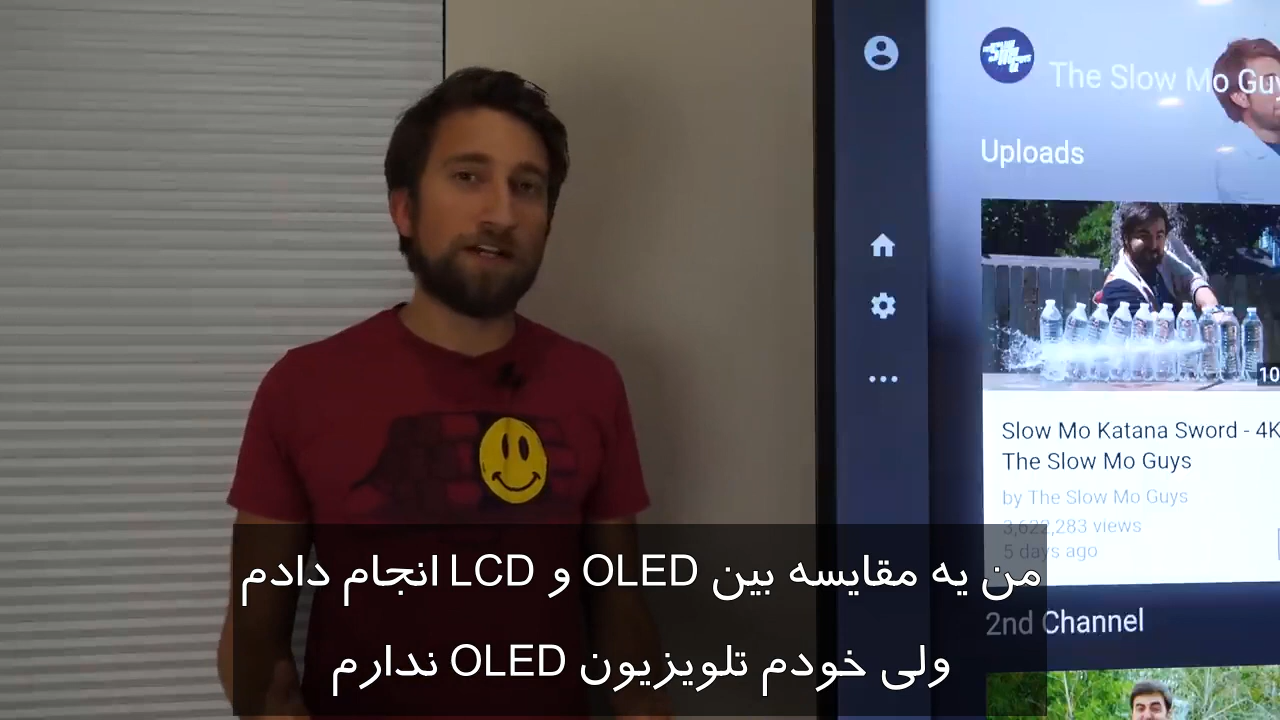 The Slow Mo Guy
Uploads
10
Slow Mo Katana Sword - 4K
The Slow Mo Guys
by The Slow Mo Guys
3,622,283 views
5 days ago
2nd Channel
من یه مقایسه بین OLED و LCD انجام دادم
ولی خودم تلویزیون OLED ندارم